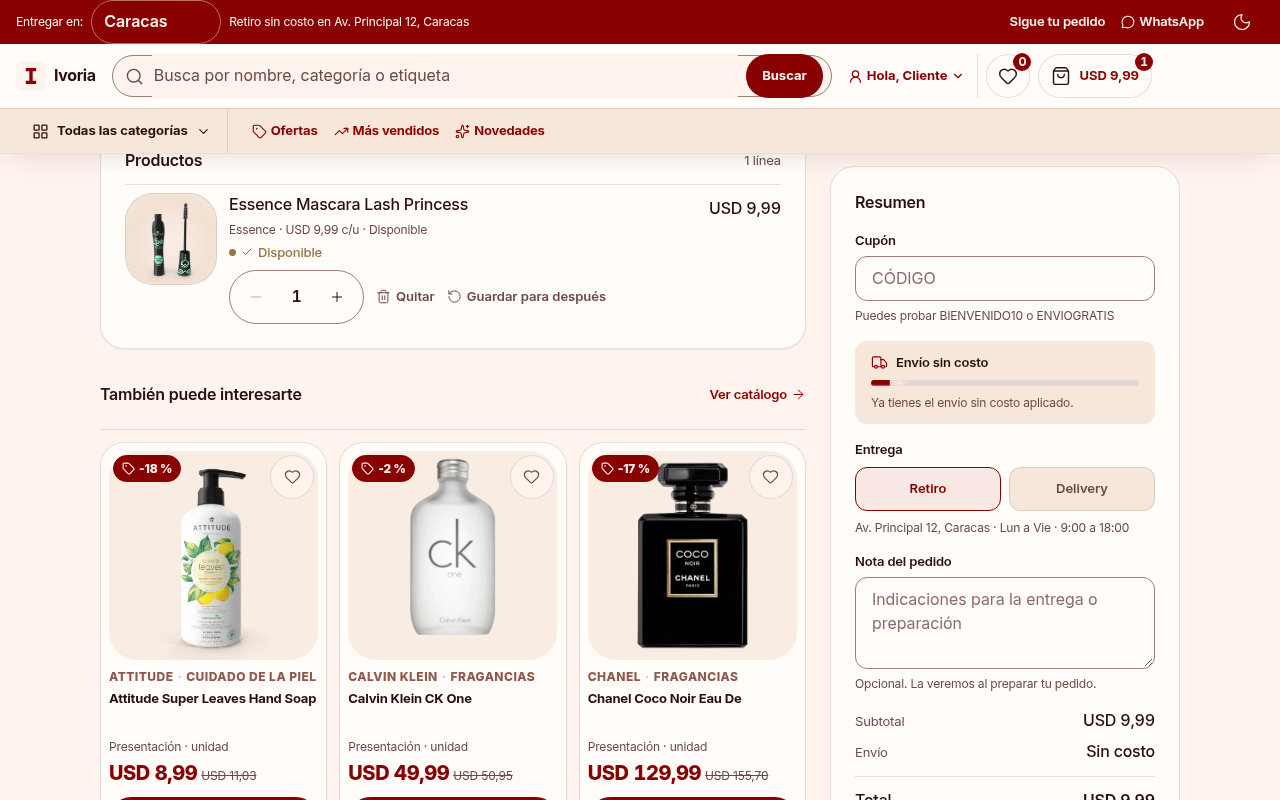 Entregar en:
Caracas
Retiro sin costo en Av. Principal 12, Caracas
Sigue tu pedido
WhatsApp
I
Ivoria
Busca por nombre, categoría o etiqueta
Buscar
Hola, Cliente
0
USD 9,99
1
Todas las categorías
Ofertas
Más vendidos
Novedades
Productos
1 línea
Essence Mascara Lash Princess
USD 9,99
Essence · USD 9,99 c/u · Disponible
Disponible
1
Quitar
Guardar para después
También puede interesarte
Ver catálogo
-18 %
ATTITUDE
leaves
ATTITUDE · CUIDADO DE LA PIEL
Attitude Super Leaves Hand Soap
Presentación · unidad
USD 8,99 USD 11,03
-2 %
ck
one
Calvin Klein
CALVIN KLEIN · FRAGANCIAS
Calvin Klein CK One
Presentación · unidad
USD 49,99 USD 50,95
-17 %
COCO
NOIR
CHANEL
PARIS
CHANEL · FRAGANCIAS
Chanel Coco Noir Eau De
Presentación · unidad
USD 129,99 USD 155,70
Resumen
Cupón
CÓDIGO
Puedes probar BIENVENIDO10 o ENVIOGRATIS
Envío sin costo
Ya tienes el envío sin costo aplicado.
Entrega
Retiro
Delivery
Av. Principal 12, Caracas · Lun a Vie · 9:00 a 18:00
Nota del pedido
Indicaciones para la entrega o
preparación
Opcional. La veremos al preparar tu pedido.
Subtotal
USD 9,99
Envío
Sin costo
Total
USD 9,99